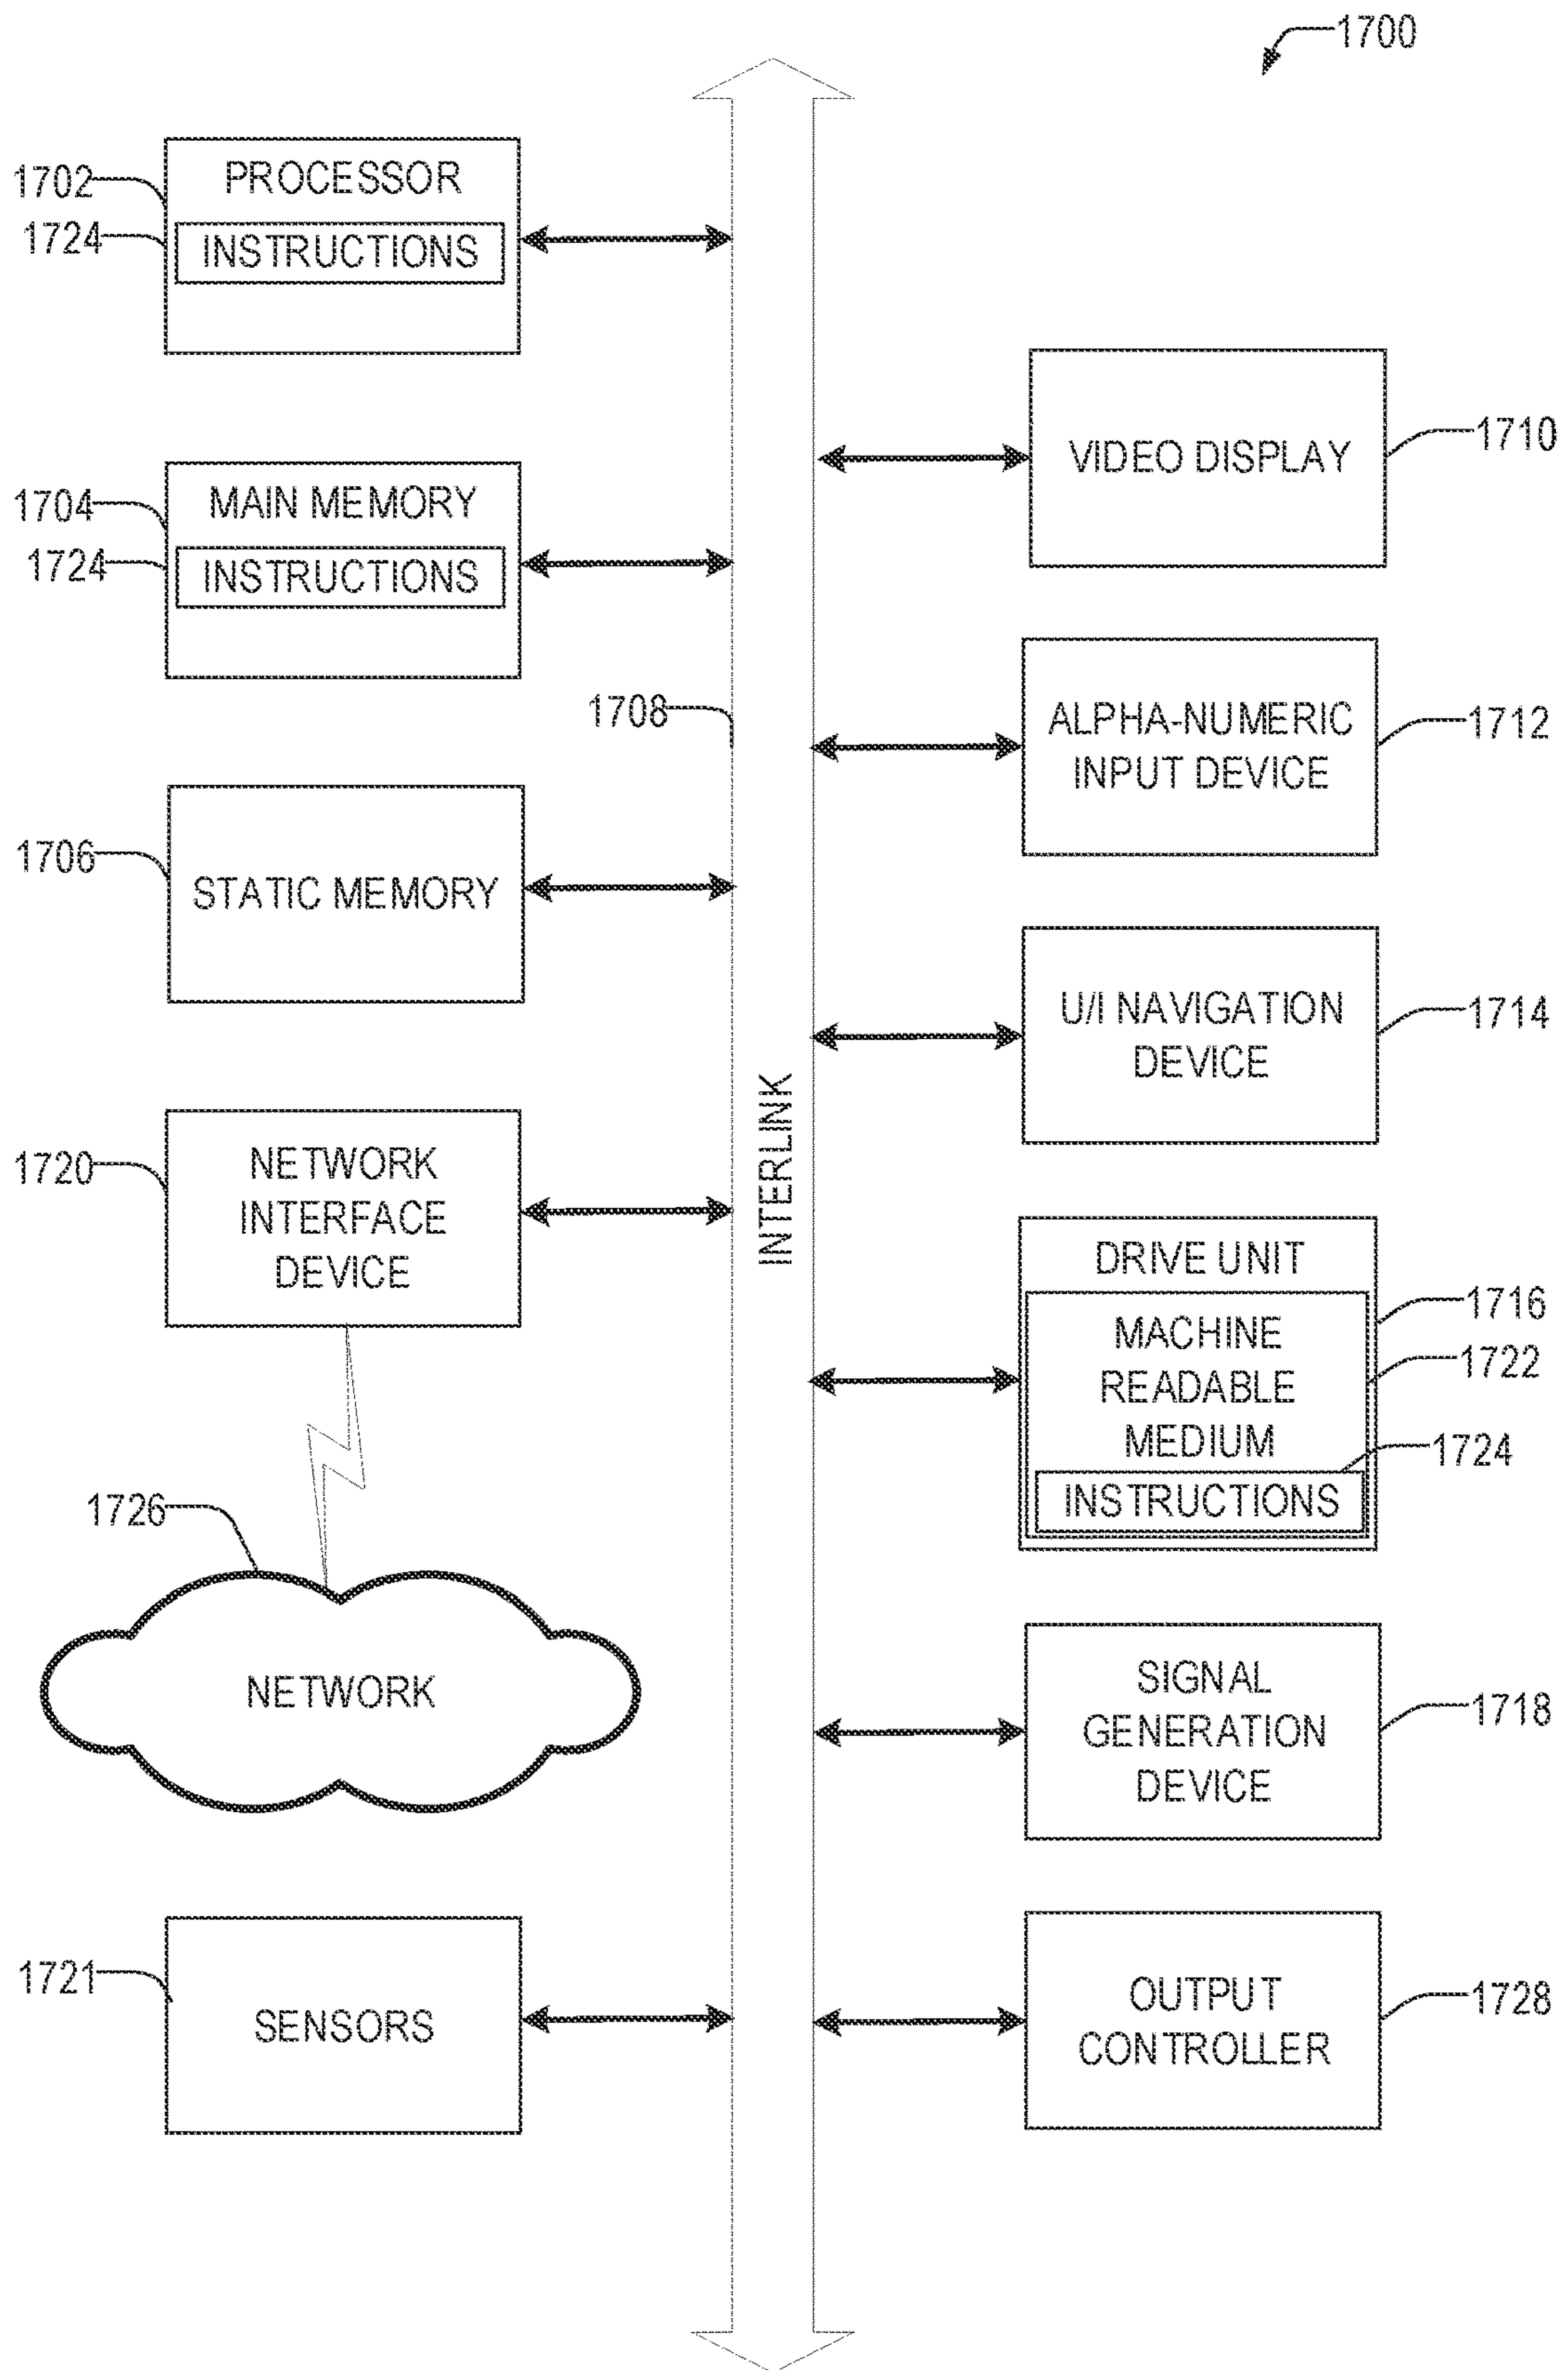 1700
1702
PROCESSOR
1724
INSTRUCTIONS
1704
MAIN MEMORY
1724
INSTRUCTIONS
1708
1706
STATIC MEMORY
1720
NETWORK
INTERFACE
DEVICE
1726
NETWORK
1721
SENSORS
INTERLINK
VIDEO DISPLAY
1710
ALPHA-NUMERIC
INPUT DEVICE
1712
U/I NAVIGATION
DEVICE
1714
DRIVE UNIT
1716
MACHINE
READABLE
MEDIUM
1722
1724
INSTRUCTIONS
SIGNAL
GENERATION
DEVICE
1718
OUTPUT
CONTROLLER
1728